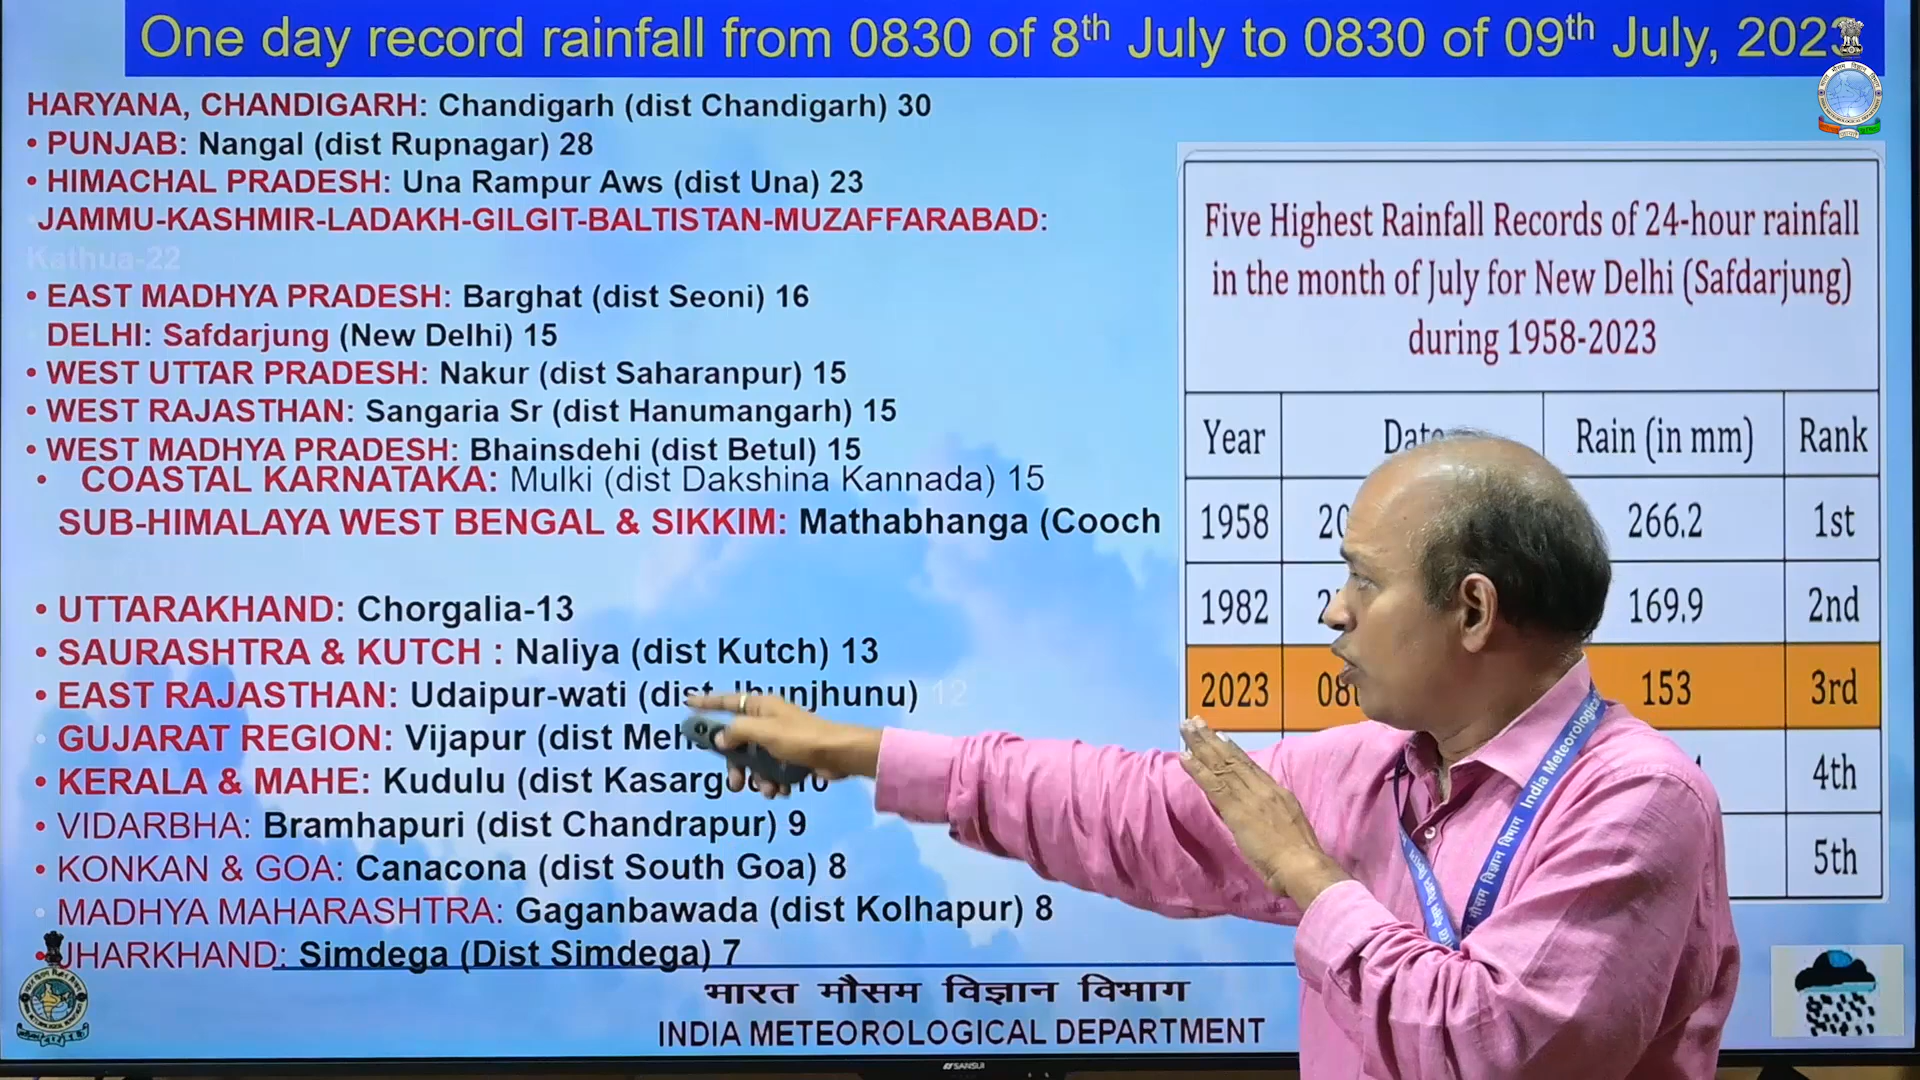 One day record rainfall from 0830 of 8th July to 0830 of 09th July, 2023
HARYANA, CHANDIGARH: Chandigarh (dist Chandigarh) 30
• PUNJAB: Nangal (dist Rupnagar) 28
• HIMACHAL PRADESH: Una Rampur Aws (dist Una) 23
JAMMU-KASHMIR-LADAKH-GILGIT-BALTISTAN-MUZAFFARABAD:
Kathua-22
• EAST MADHYA PRADESH: Barghat (dist Seoni) 16
DELHI: Safdarjung (New Delhi) 15
• WEST UTTAR PRADESH: Nakur (dist Saharanpur) 15
• WEST RAJASTHAN: Sangaria Sr (dist Hanumangarh) 15
• WEST MADHYA PRADESH: Bhainsdehi (dist Betul) 15
• COASTAL KARNATAKA: Mulki (dist Dakshina Kannada) 15
SUB-HIMALAYA WEST BENGAL & SIKKIM: Mathabhanga (Cooch
• UTTARAKHAND: Chorgalia-13
• SAURASHTRA & KUTCH : Naliya (dist Kutch) 13
• EAST RAJASTHAN: Udaipur-wati (dist Jhunjhunu) 12
• GUJARAT REGION: Vijapur (dist
• KERALA & MAHE: Kudulu (dist 10
• VIDARBHA: Bramhapuri (dist Chandrapur) 9
• KONKAN & GOA: Canacona (dist South Goa) 8
• MADHYA MAHARASHTRA: Gaganbawada (dist Kolhapur) 8
• JHARKHAND: Simdega (Dist Simdega) 7
भारत मौसम विज्ञान विभाग
INDIA METEOROLOGICAL DEPARTMENT
Five Highest Rainfall Records of 24-hour rainfall
in the month of July for New Delhi (Safdarjung)
during 1958-2023
Year Date Rain (in mm) Rank
1958 266.2 1st
1982 169.9 2nd
2023 153 3rd
4th
5th
India Meteorological
भारत मौसम विज्ञान विभाग
SANSUI